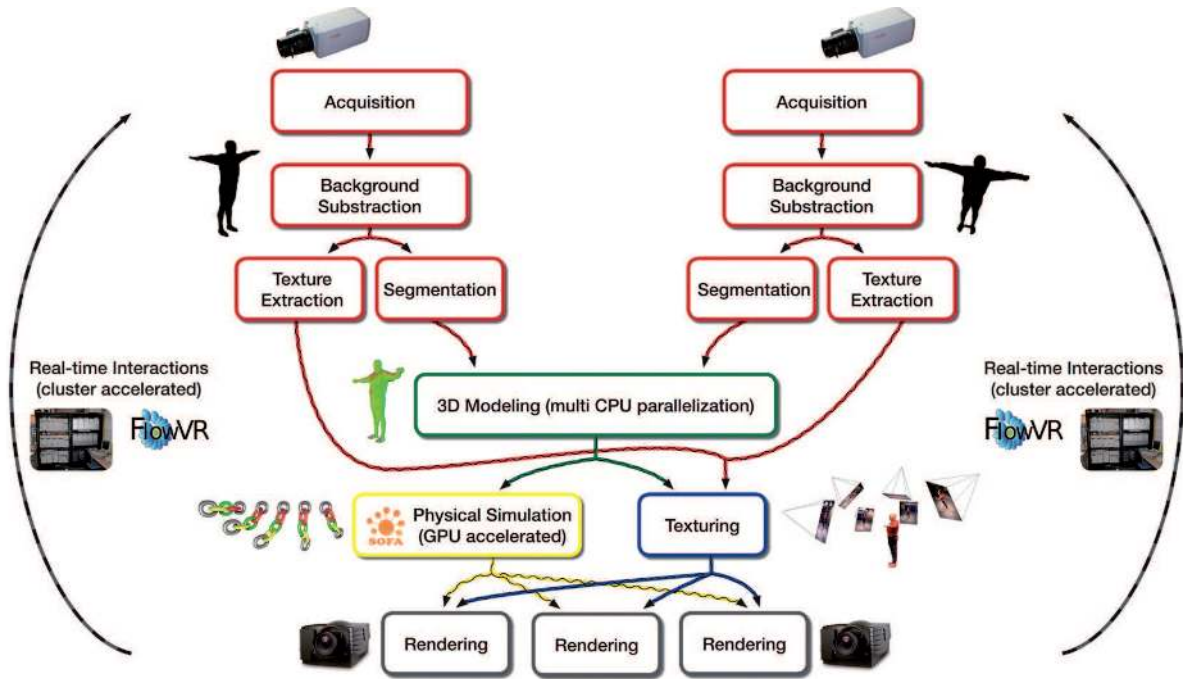 Acquisition
Acquisition
Background
Substraction
Background
Substraction
Texture
Extraction
Segmentation
Segmentation
Texture
Extraction
Real-time Interactions
(cluster accelerated)
FlowVR
Real-time Interactions
(cluster accelerated)
FlowVR
3D Modeling (multi CPU parallelization)
SOFA
Physical Simulation
(GPU accelerated)
Texturing
Rendering
Rendering
Rendering